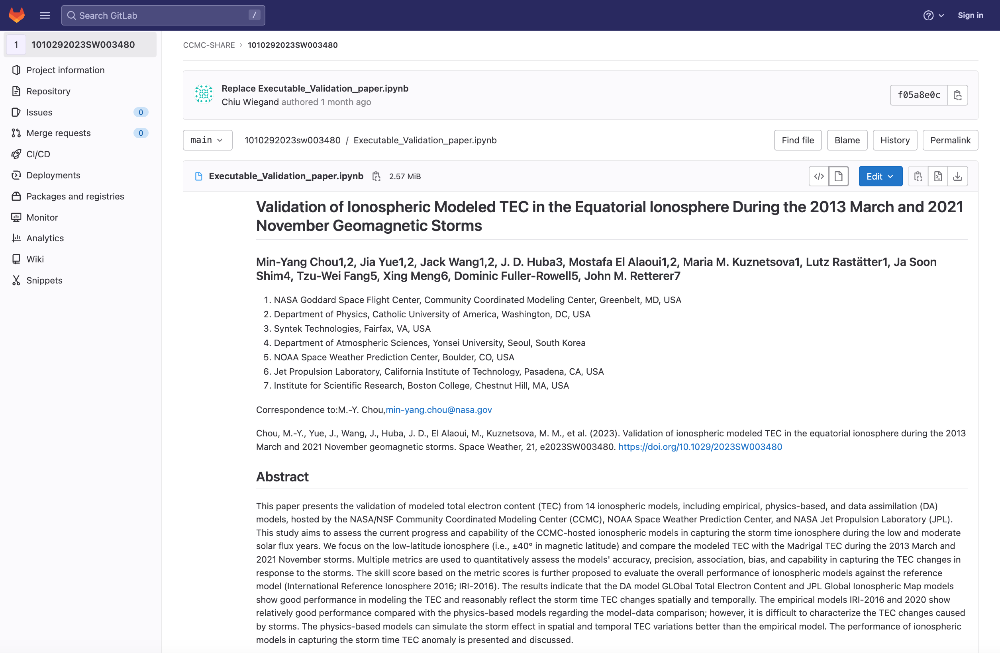 Search GitLab
/
Sign in
1 1010292023SW003480
Project information
Repository
Issues 0
Merge requests 0
CI/CD
Deployments
Packages and registries
Monitor
Analytics
Wiki
Snippets
CCMC-SHARE > 1010292023SW003480
Replace Executable_Validation_paper.ipynb
Chiu Wiegand authored 1 month ago
f05a8e0c
main
1010292023sw003480 / Executable_Validation_paper.ipynb
Find file
Blame
History
Permalink
Executable_Validation_paper.ipynb 2.57 MiB
</>
Edit
Validation of Ionospheric Modeled TEC in the Equatorial Ionosphere During the 2013 March and 2021
November Geomagnetic Storms
Min-Yang Chou1,2, Jia Yue1,2, Jack Wang1,2, J. D. Huba3, Mostafa El Alaoui1,2, Maria M. Kuznetsova1, Lutz Rastätter1, Ja Soon
Shim4, Tzu-Wei Fang5, Xing Meng6, Dominic Fuller-Rowell5, John M. Retterer7
1. NASA Goddard Space Flight Center, Community Coordinated Modeling Center, Greenbelt, MD, USA
2. Department of Physics, Catholic University of America, Washington, DC, USA
3. Syntek Technologies, Fairfax, VA, USA
4. Department of Atmospheric Sciences, Yonsei University, Seoul, South Korea
5. NOAA Space Weather Prediction Center, Boulder, CO, USA
6. Jet Propulsion Laboratory, California Institute of Technology, Pasadena, CA, USA
7. Institute for Scientific Research, Boston College, Chestnut Hill, MA, USA
Correspondence to:M.-Y. Chou,min-yang.chou@nasa.gov
Chou, M.-Y., Yue, J., Wang, J., Huba, J. D., El Alaoui, M., Kuznetsova, M. M., et al. (2023). Validation of ionospheric modeled TEC in the equatorial ionosphere during the 2013
March and 2021 November geomagnetic storms. Space Weather, 21, e2023SW003480. https://doi.org/10.1029/2023SW003480
Abstract
This paper presents the validation of modeled total electron content (TEC) from 14 ionospheric models, including empirical, physics-based, and data assimilation (DA)
models, hosted by the NASA/NSF Community Coordinated Modeling Center (CCMC), NOAA Space Weather Prediction Center, and NASA Jet Propulsion Laboratory (JPL).
This study aims to assess the current progress and capability of the CCMC-hosted ionospheric models in capturing the storm time ionosphere during the low and moderate
solar flux years. We focus on the low-latitude ionosphere (i.e., ±40° in magnetic latitude) and compare the modeled TEC with the Madrigal TEC during the 2013 March and
2021 November storms. Multiple metrics are used to quantitatively assess the models' accuracy, precision, association, bias, and capability in capturing the TEC changes in
response to the storms. The skill score based on the metric scores is further proposed to evaluate the overall performance of ionospheric models against the reference
model (International Reference Ionosphere 2016; IRI-2016). The results indicate that the DA model GLObal Total Electron Content and JPL Global Ionospheric Map models
show good performance in modeling the TEC and reasonably reflect the storm time TEC changes spatially and temporally. The empirical models IRI-2016 and 2020 show
relatively good performance compared with the physics-based models regarding the model-data comparison; however, it is difficult to characterize the TEC changes caused
by storms. The physics-based models can simulate the storm effect in spatial and temporal TEC variations better than the empirical model. The performance of ionospheric
models in capturing the storm time TEC anomaly is presented and discussed.